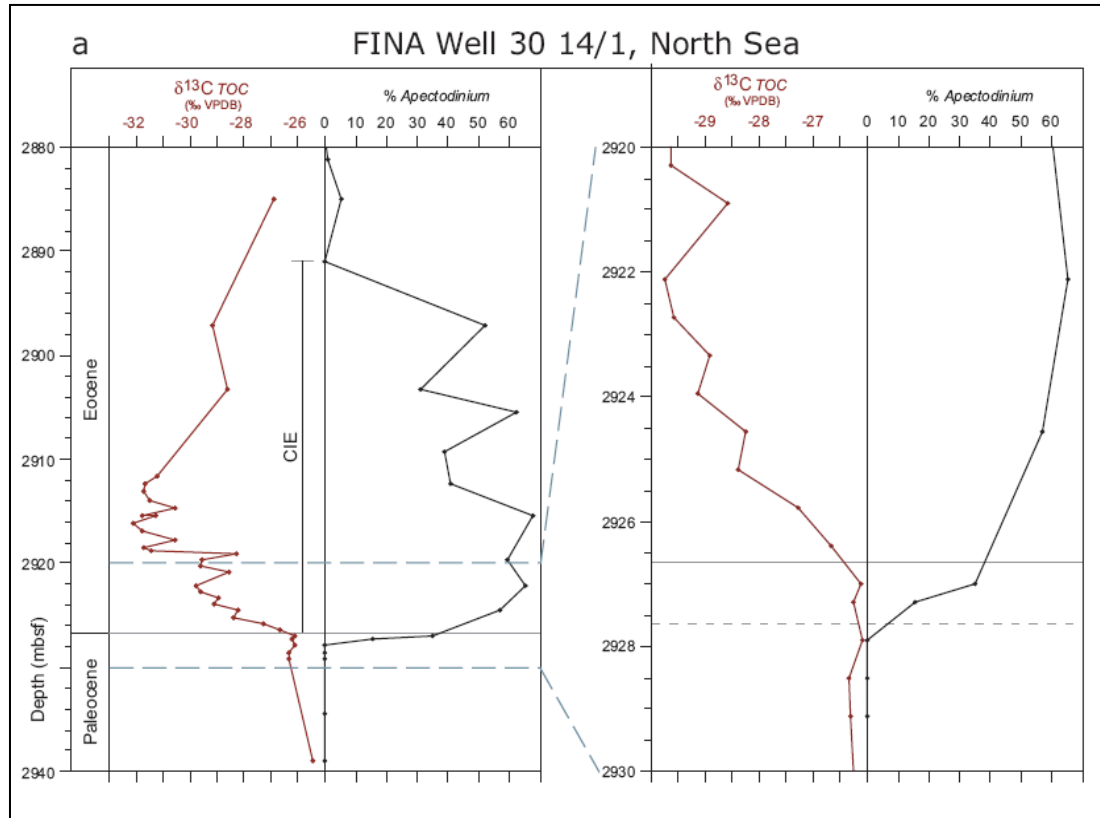 a
FINA Well 30 14/1, North Sea
δ13C TOC
(‰ VPDB)
% Apectodinium
-32 -30 -28 -26 0 10 20 30 40 50 60
2880
2890
2900
2910
2920
2930
2940
Depth (mbsf)
Eocene
Paleocene
CIE
δ13C TOC
(‰ VPDB)
% Apectodinium
-29 -28 -27 0 10 20 30 40 50 60
2920
2922
2924
2926
2928
2930